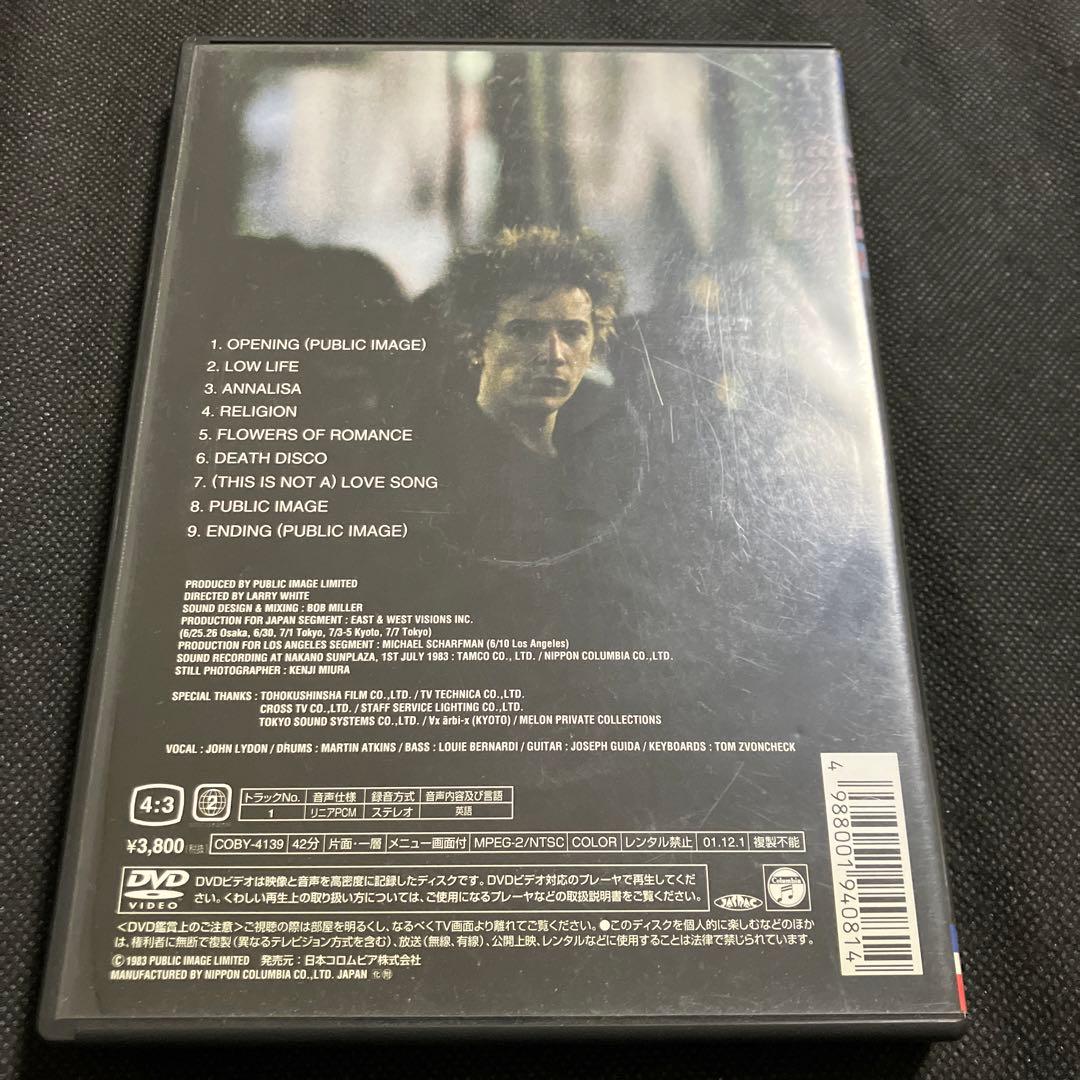 1. OPENING (PUBLIC IMAGE)
2. LOW LIFE
3. ANNALISA
4. RELIGION
5. FLOWERS OF ROMANCE
6. DEATH DISCO
7. (THIS IS NOT A) LOVE SONG
8. PUBLIC IMAGE
9. ENDING (PUBLIC IMAGE)
PRODUCED BY PUBLIC IMAGE LIMITED
DIRECTED BY LARRY WHITE
SOUND DESIGN & MIXING : BOB MILLER
PRODUCTION FOR JAPAN SEGMENT : EAST & WEST VISIONS INC.
(6/25.26 Osaka, 6/30, 7/1 Tokyo, 7/3-5 Kyoto, 7/7 Tokyo)
PRODUCTION FOR LOS ANGELES SEGMENT : MICHAEL SCHARFMAN (6/10 Los Angeles)
SOUND RECORDING AT NAKANO SUNPLAZA, 1ST JULY 1983 : TAMCO CO., LTD. / NIPPON COLUMBIA CO.,LTD.
STILL PHOTOGRAPHER : KENJI MIURA
SPECIAL THANKS : TOHOKUSHINSHA FILM CO.,LTD. / TV TECHNICA CO.,LTD.
CROSS TV CO.,LTD. / STAFF SERVICE LIGHTING CO.,LTD.
TOKYO SOUND SYSTEMS CO.,LTD. / ∀x ärbi-x (KYOTO) / MELON PRIVATE COLLECTIONS
VOCAL : JOHN LYDON / DRUMS : MARTIN ATKINS / BASS : LOUIE BERNARDI / GUITAR : JOSEPH GUIDA / KEYBOARDS : TOM ZVONCHECK
4:3 2 トラックNo. 音声仕様 録音方式 音声内容及び言語
1 リニアPCM ステレオ 英語
¥3,800 (税抜) COBY-4139 42分 片面・一層 メニュー画面付 MPEG-2/NTSC COLOR レンタル禁止 01.12.1 複製不能
DVD VIDEO DVDビデオは映像と音声を高密度に記録したディスクです。DVDビデオ対応のプレーヤで再生してくだ
さい。くわしい再生上の取り扱い方については、ご使用になるプレーヤなどの取扱説明書をご覧ください。
JASRAC Columbia
<DVD鑑賞上のご注意>ご視聴の際は部屋を明るくし、なるべくTV画面より離れてご覧ください。●このディスクを個人的に楽しむなどのほか
は、権利者に無断で複製(異なるテレビジョン方式を含む)、放送(無線、有線)、公開上映、レンタルなどに使用することは法律で禁じられています。
Ⓒ 1983 PUBLIC IMAGE LIMITED 発売元:日本コロムビア株式会社
MANUFACTURED BY NIPPON COLUMBIA CO.,LTD. JAPAN
4 988001 940814